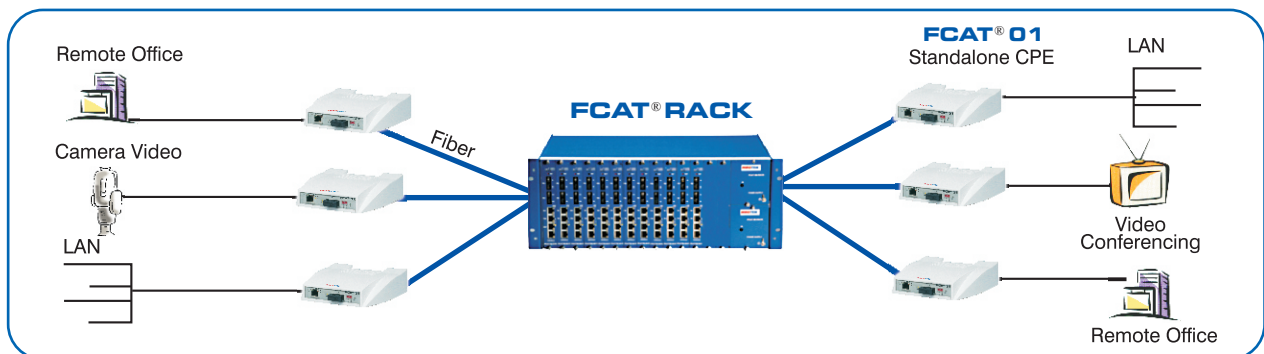 Remote Office
Camera Video
LAN
Fiber
FCAT® RACK
FCAT® 01
Standalone CPE
LAN
Video
Conferencing
Remote Office